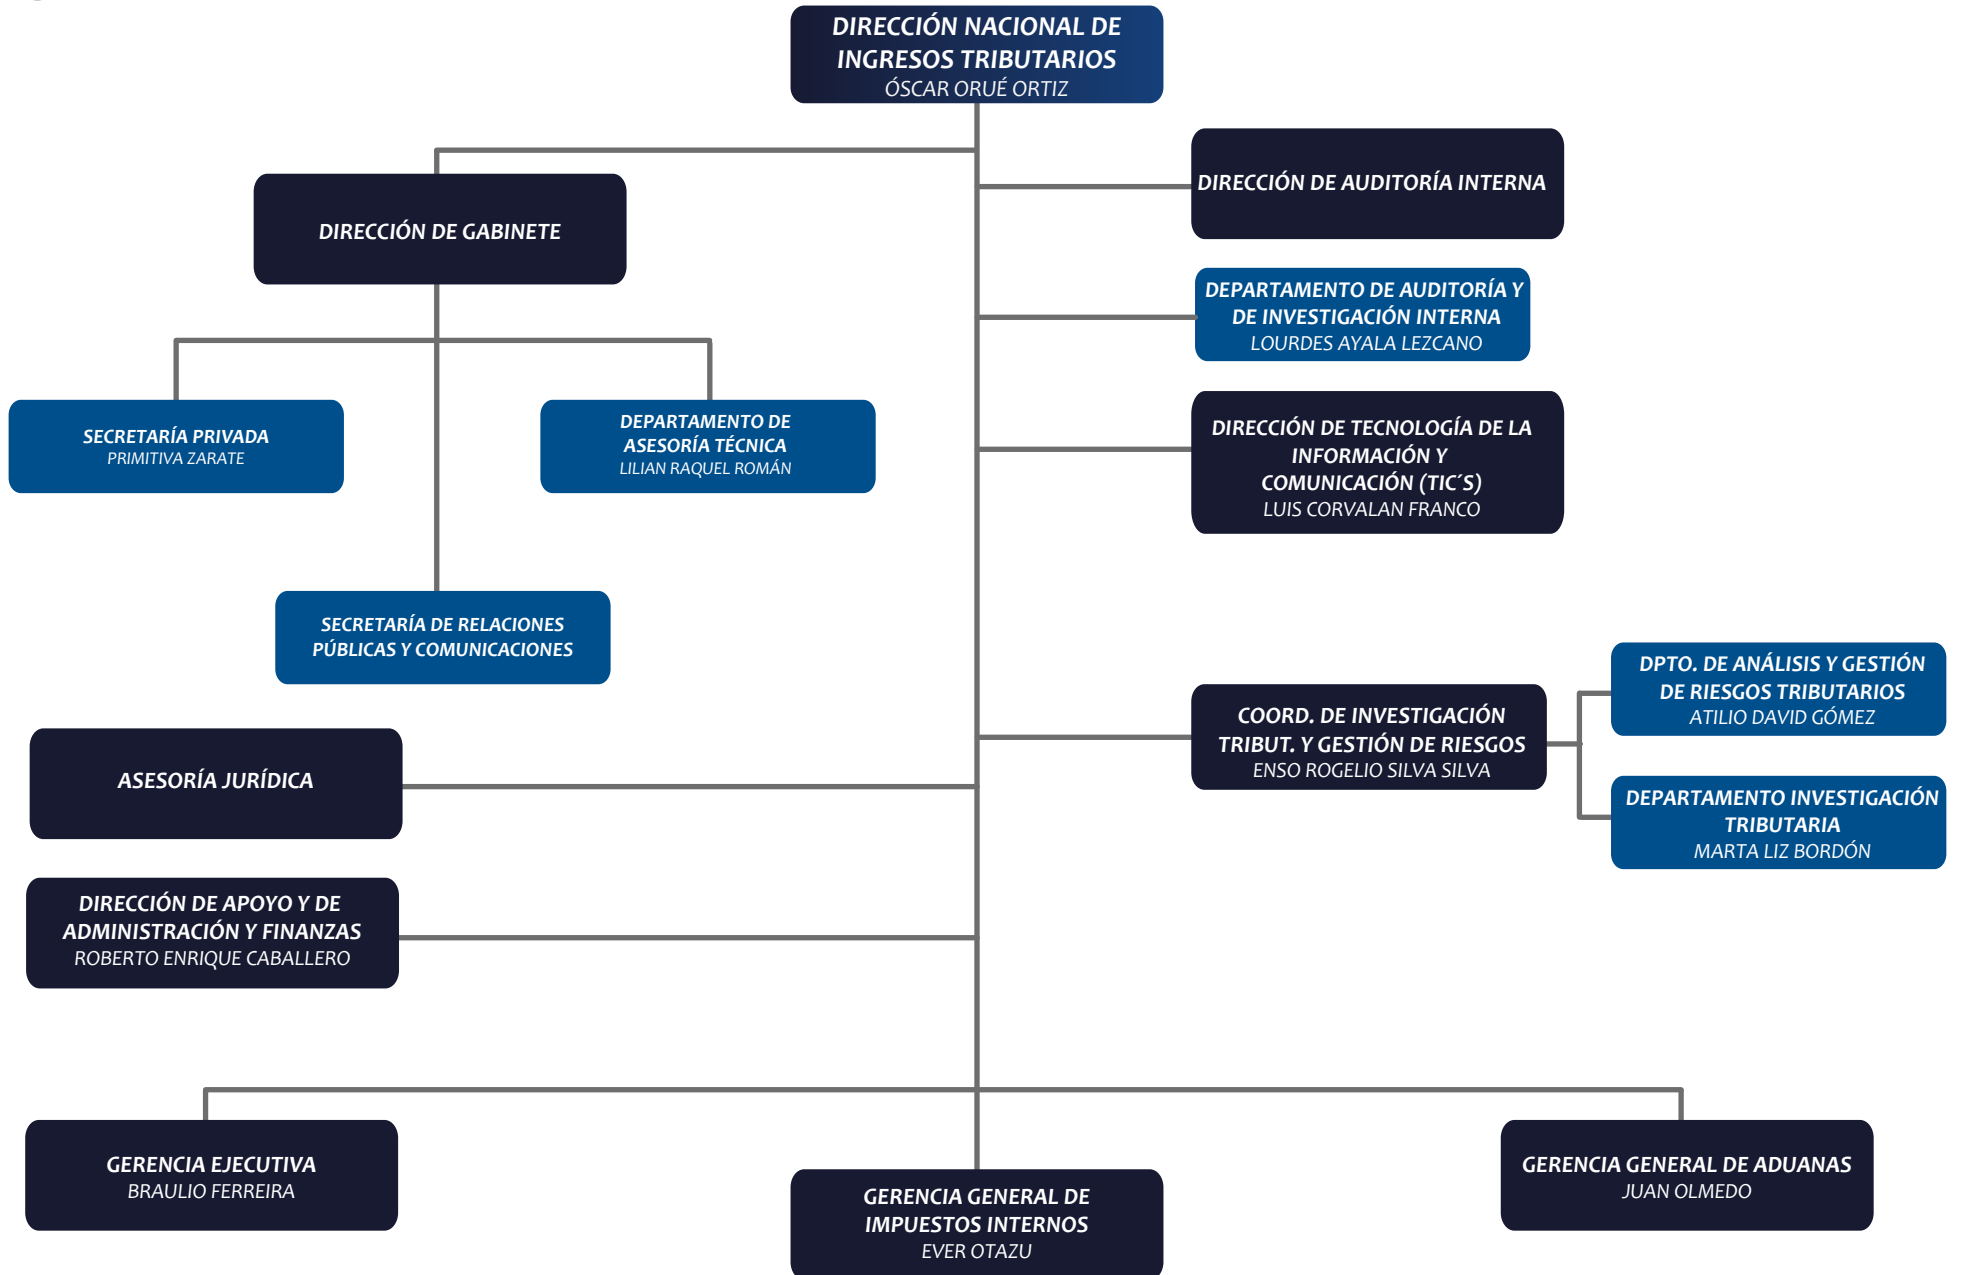 DIRECCIÓN NACIONAL DE
INGRESOS TRIBUTARIOS
ÓSCAR ORUÉ ORTIZ
DIRECCIÓN DE AUDITORÍA INTERNA
DIRECCIÓN DE GABINETE
DEPARTAMENTO DE AUDITORÍA Y
DE INVESTIGACIÓN INTERNA
LOURDES AYALA LEZCANO
SECRETARÍA PRIVADA
PRIMITIVA ZARATE
DEPARTAMENTO DE
ASESORÍA TÉCNICA
LILIAN RAQUEL ROMÁN
DIRECCIÓN DE TECNOLOGÍA DE LA
INFORMACIÓN Y
COMUNICACIÓN (TIC´S)
LUIS CORVALAN FRANCO
SECRETARÍA DE RELACIONES
PÚBLICAS Y COMUNICACIONES
COORD. DE INVESTIGACIÓN
TRIBUT. Y GESTIÓN DE RIESGOS
ENSO ROGELIO SILVA SILVA
DPTO. DE ANÁLISIS Y GESTIÓN
DE RIESGOS TRIBUTARIOS
ATILIO DAVID GÓMEZ
DEPARTAMENTO INVESTIGACIÓN
TRIBUTARIA
MARTA LIZ BORDÓN
ASESORÍA JURÍDICA
DIRECCIÓN DE APOYO Y DE
ADMINISTRACIÓN Y FINANZAS
ROBERTO ENRIQUE CABALLERO
GERENCIA EJECUTIVA
BRAULIO FERREIRA
GERENCIA GENERAL DE
IMPUESTOS INTERNOS
EVER OTAZU
GERENCIA GENERAL DE ADUANAS
JUAN OLMEDO